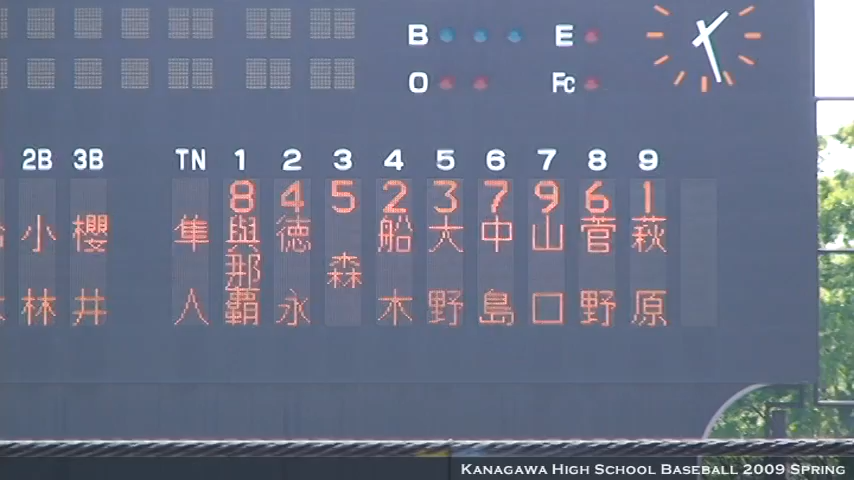 B E
O Fc
2B 3B TN 1 2 3 4 5 6 7 8 9
8 4 5 2 3 7 9 6 1
小林
櫻井
隼人
與那覇
徳永
森
船木
大野
中島
山口
菅野
萩原
KANAGAWA HIGH SCHOOL BASEBALL 2009 SPRING